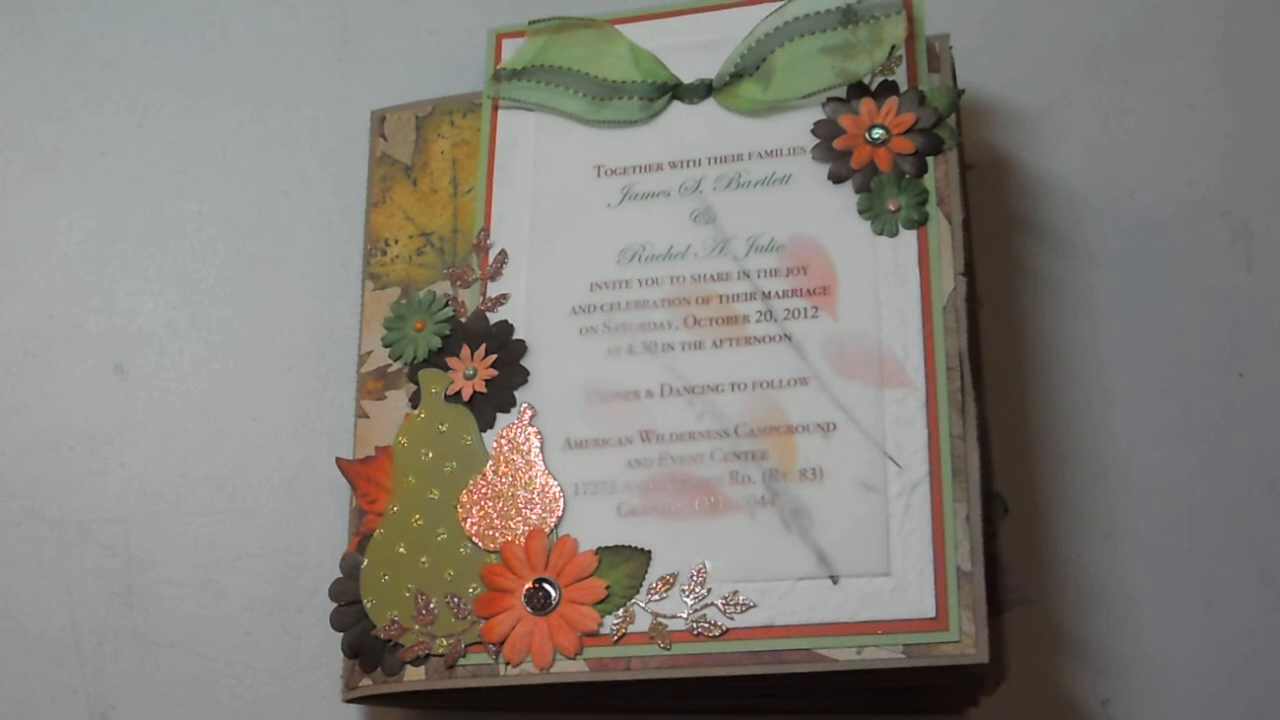 Together with their families
James S. Bartlett
&
Rachel A. Julie
invite you to share in the joy
and celebration of their marriage
on Saturday, October 20, 2012
at 4:30 in the afternoon
& Dancing to follow
American Wilderness Campground
and Event Center
17273 Rd. (Rt. 83)